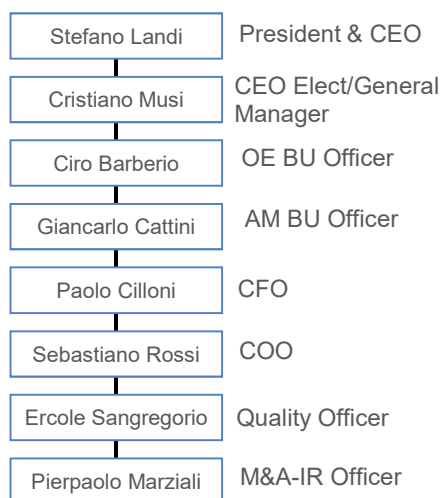 Stefano Landi President & CEO
Cristiano Musi CEO Elect/General
Manager
Ciro Barberio OE BU Officer
Giancarlo Cattini AM BU Officer
Paolo Cilloni CFO
Sebastiano Rossi COO
Ercole Sangregorio Quality Officer
Pierpaolo Marziali M&A-IR Officer